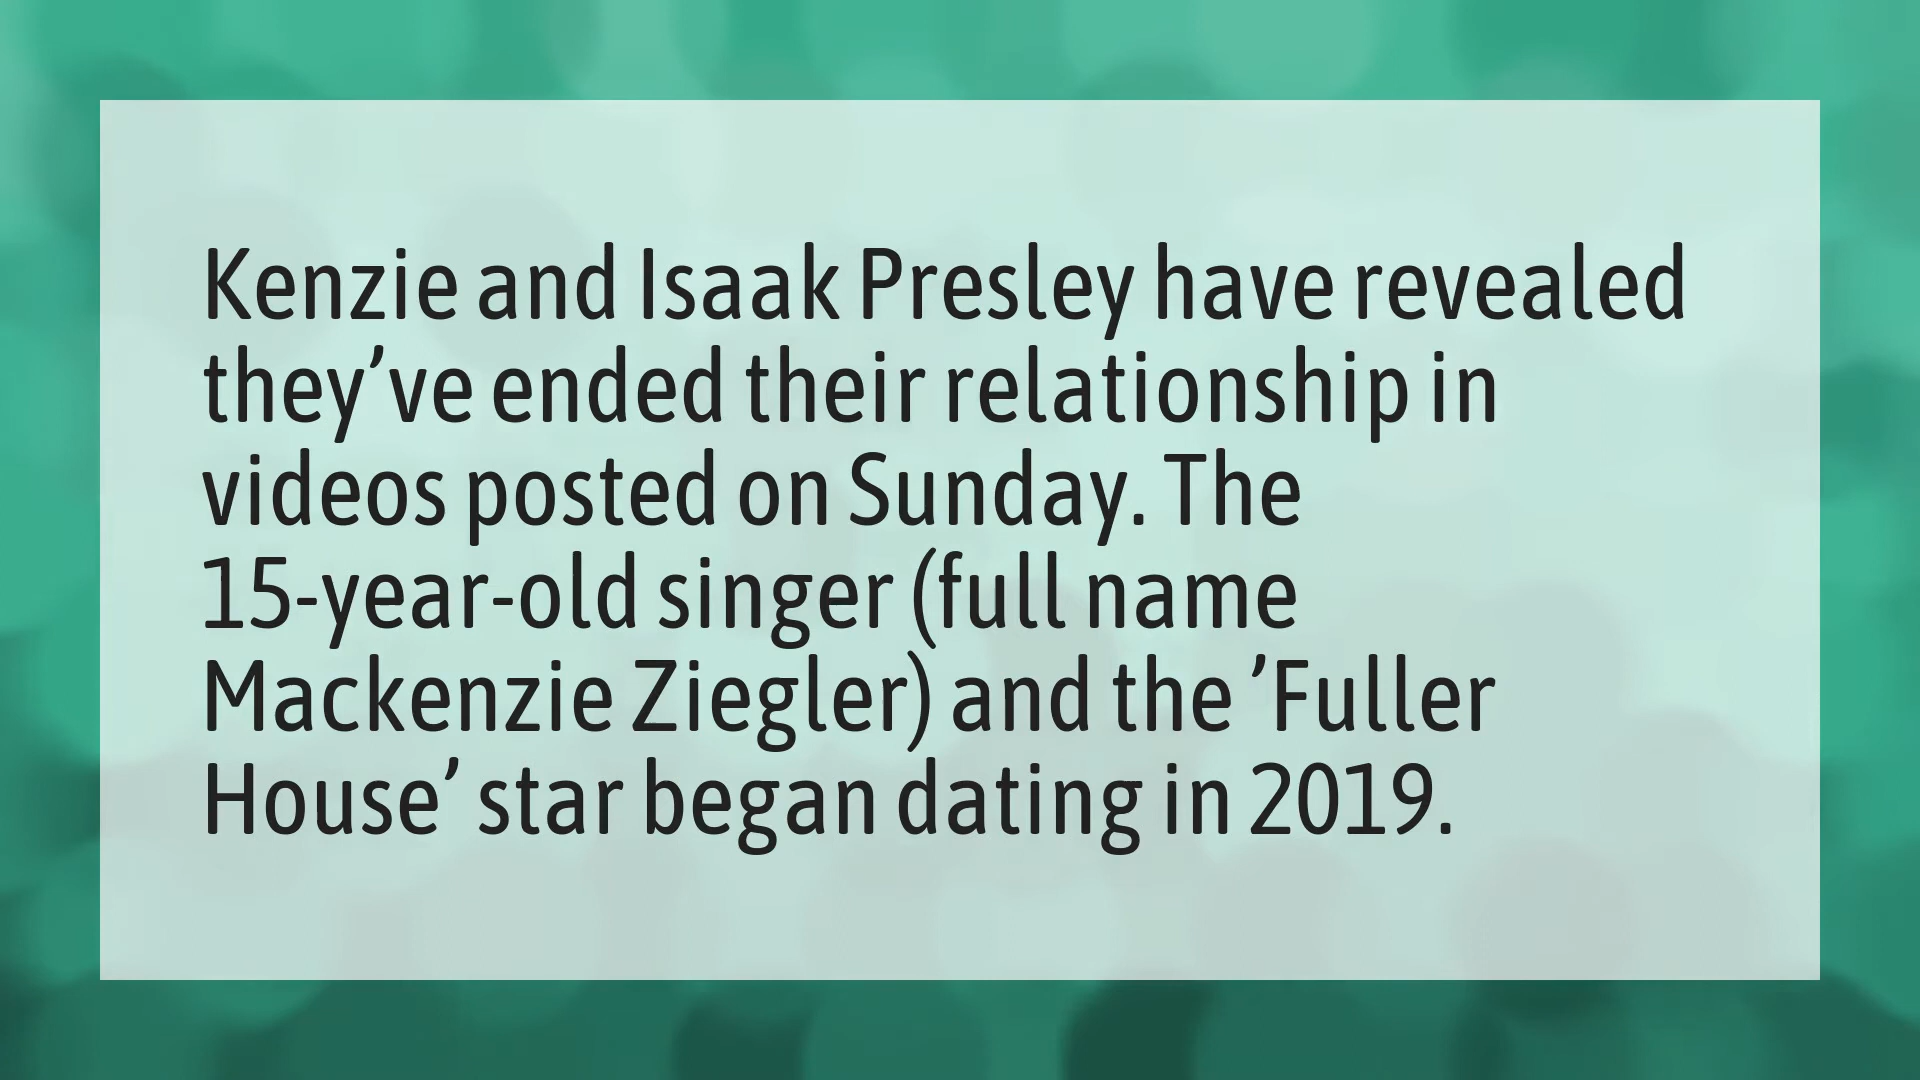 Kenzie and Isaak Presley have revealed
they’ve ended their relationship in
videos posted on Sunday. The
15-year-old singer (full name
Mackenzie Ziegler) and the ’Fuller
House’ star began dating in 2019.